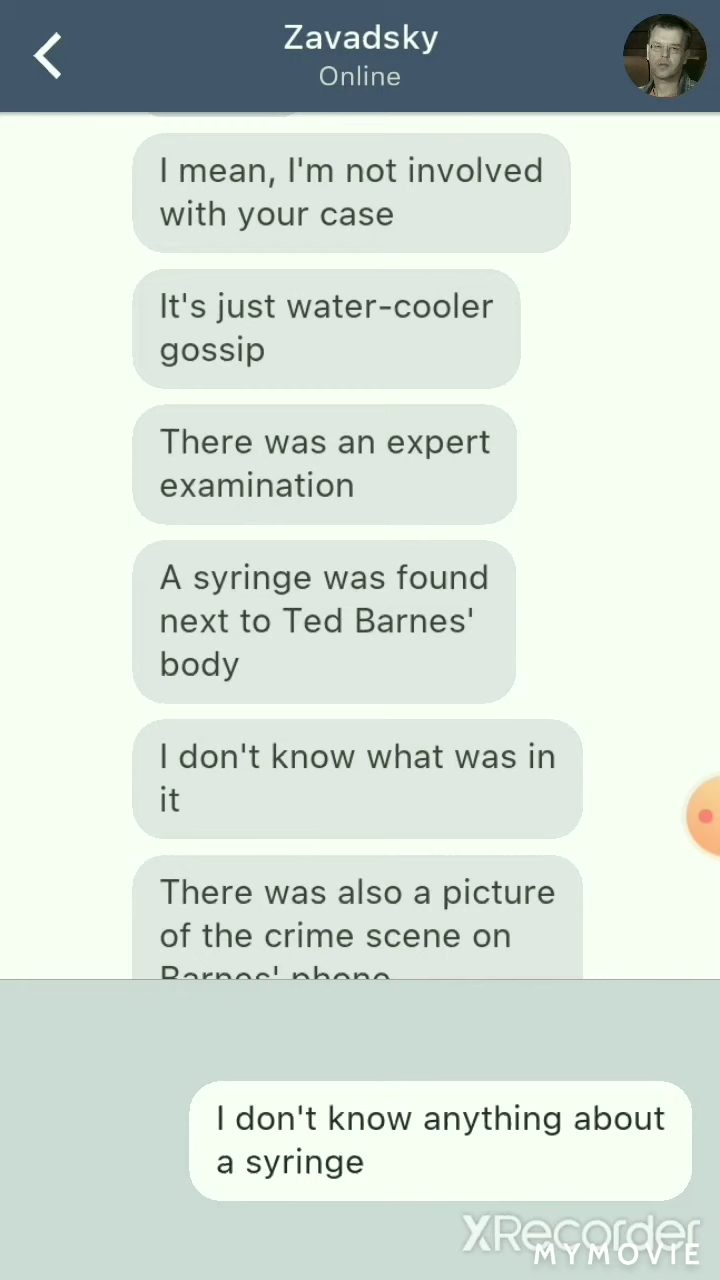 Zavadsky
Online
I mean, I'm not involved
with your case
It's just water-cooler
gossip
There was an expert
examination
A syringe was found
next to Ted Barnes'
body
I don't know what was in
it
There was also a picture
of the crime scene on
Barnes' phone
I don't know anything about
a syringe
XRecorder
MYMOVIE